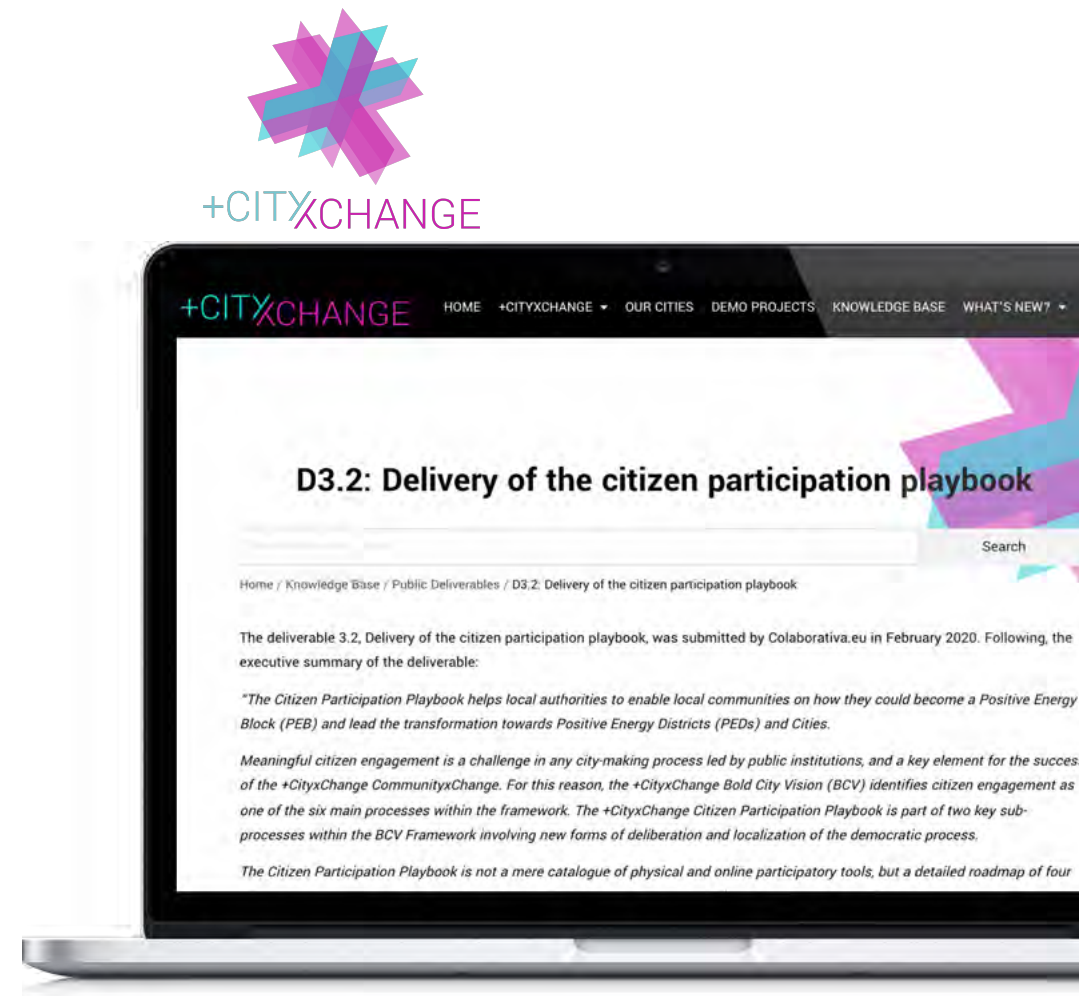 +CITYXCHANGE
+CITYXCHANGE HOME +CITYXCHANGE OUR CITIES DEMO PROJECTS KNOWLEDGE BASE WHAT'S NEW?
D3.2: Delivery of the citizen participation playbook
Search
Home / Knowledge Base / Public Deliverables / D3.2: Delivery of the citizen participation playbook
The deliverable 3.2, Delivery of the citizen participation playbook, was submitted by Colaborativa.eu in February 2020. Following, the
executive summary of the deliverable:
"The Citizen Participation Playbook helps local authorities to enable local communities on how they could become a Positive Energy
Block (PEB) and lead the transformation towards Positive Energy Districts (PEDs) and Cities.
Meaningful citizen engagement is a challenge in any city-making process led by public institutions, and a key element for the succes
of the +CityxChange CommunityxChange. For this reason, the +CityxChange Bold City Vision (BCV) identifies citizen engagement as
one of the six main processes within the framework. The +CityxChange Citizen Participation Playbook is part of two key sub-
processes within the BCV Framework involving new forms of deliberation and localization of the democratic process.
The Citizen Participation Playbook is not a mere catalogue of physical and online participatory tools, but a detailed roadmap of four